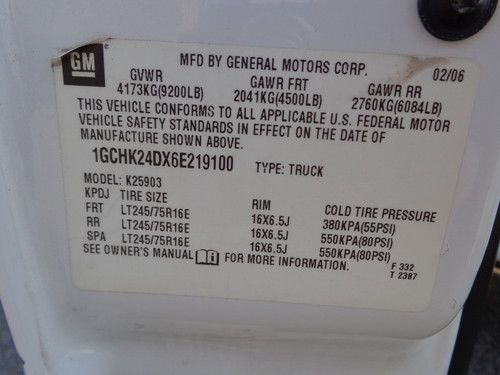 GM
MFD BY GENERAL MOTORS CORP. 02/06
GVWR GAWR FRT GAWR RR
4173KG(9200LB) 2041KG(4500LB) 2760KG(6084LB)
THIS VEHICLE CONFORMS TO ALL APPLICABLE U.S. FEDERAL MOTOR
VEHICLE SAFETY STANDARDS IN EFFECT ON THE DATE OF
MANUFACTURE SHOWN ABOVE.
1GCHK24DX6E219100 TYPE: TRUCK
MODEL: K25903
KPDJ TIRE SIZE RIM COLD TIRE PRESSURE
FRT LT245/75R16E 16X6.5J 380KPA(55PSI)
RR LT245/75R16E 16X6.5J 550KPA(80PSI)
SPA LT245/75R16E 16X6.5J 550KPA(80PSI)
SEE OWNER'S MANUAL FOR MORE INFORMATION. F 332
T 2387